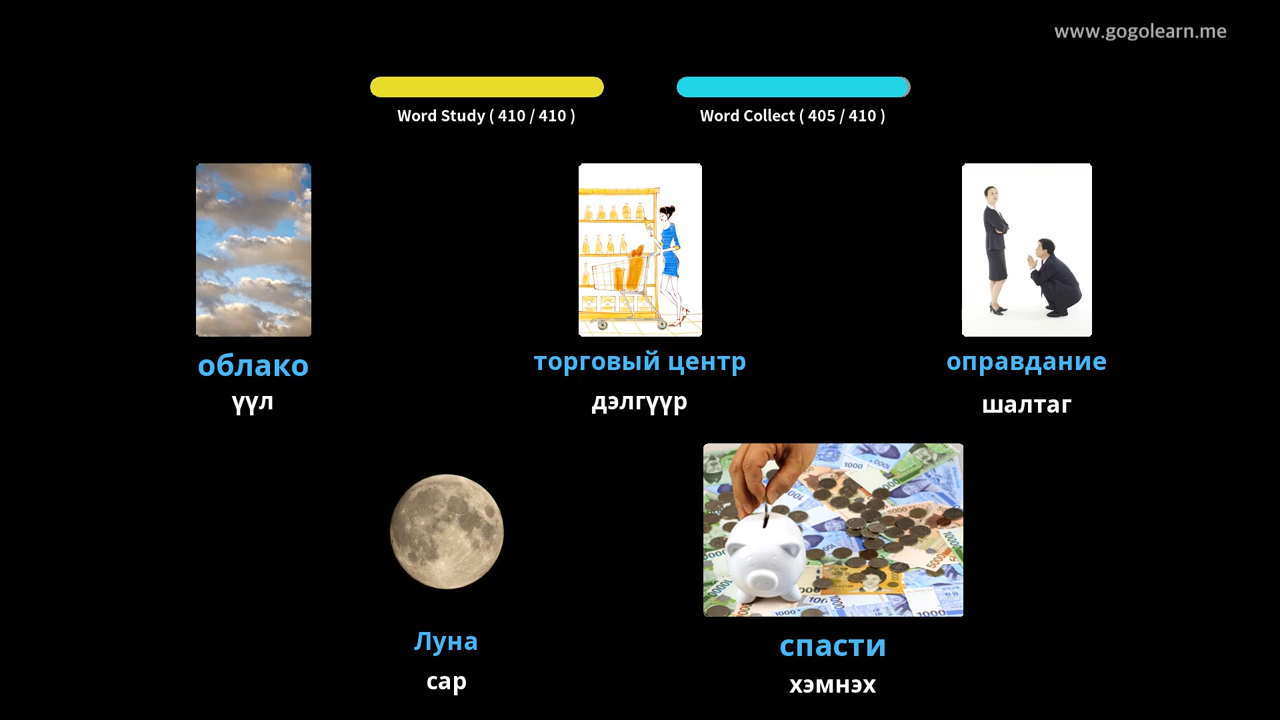 www.gogolearn.me
Word Study ( 410 / 410 )
Word Collect ( 405 / 410 )
облако
үүл
торговый центр
дэлгүүр
оправдание
шалтаг
Луна
сар
спасти
хэмнэх